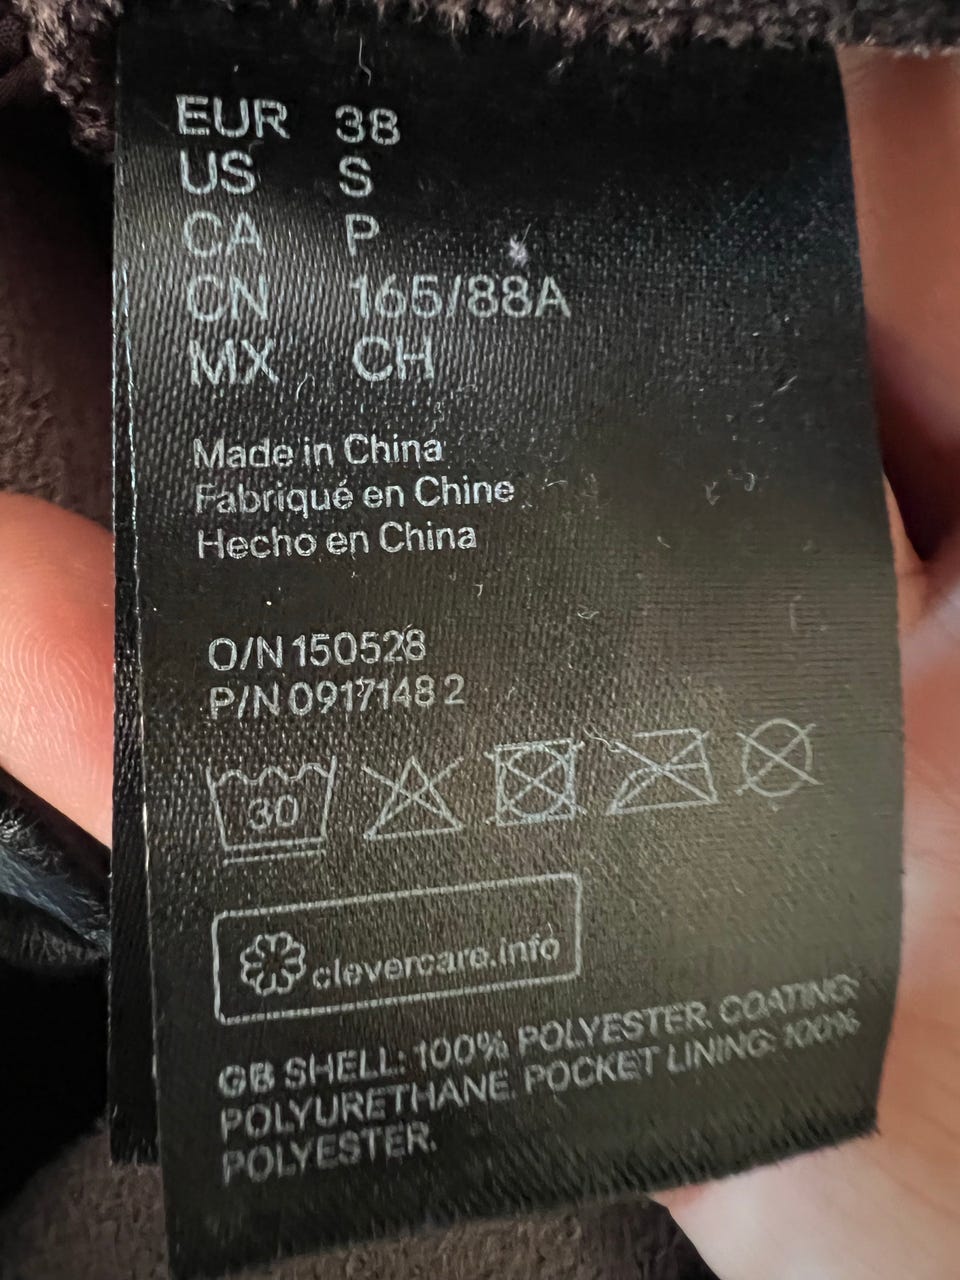 EUR 38
US S
CA P
CN 165/88A
MX CH
Made in China
Fabriqué en Chine
Hecho en China
O/N 150528
P/N 0917148 2
30
clevercare.info
GB SHELL: 100% POLYESTER. COATING:
POLYURETHANE. POCKET LINING: 100%
POLYESTER.